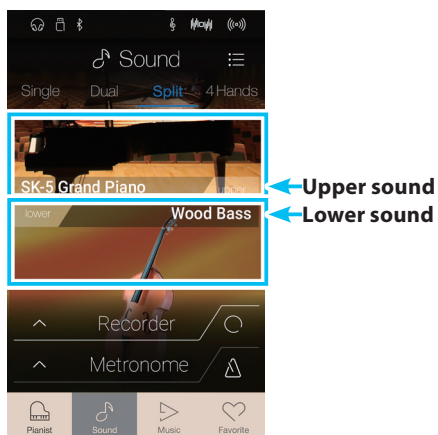 Sound
Single Dual Split 4 Hands
SK-5 Grand Piano upper
Upper sound
lower Wood Bass
Lower sound
Recorder
Metronome
Pianist Sound Music Favorite